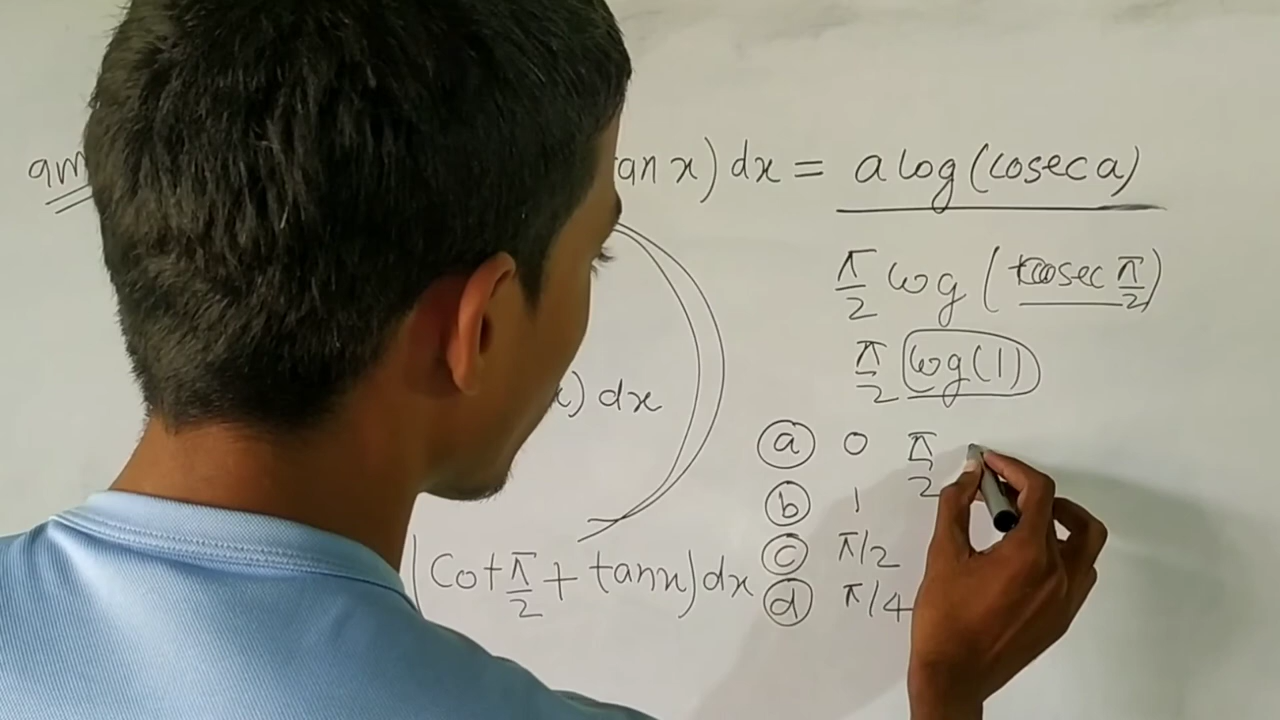 an x) dx = a log(coseca)
π/2 log (cosec π/2)
π/2 log(1)
x) dx
a 0 π/2
b 1
c π/2
d π/4
(Cot π/2 + tanx) dx